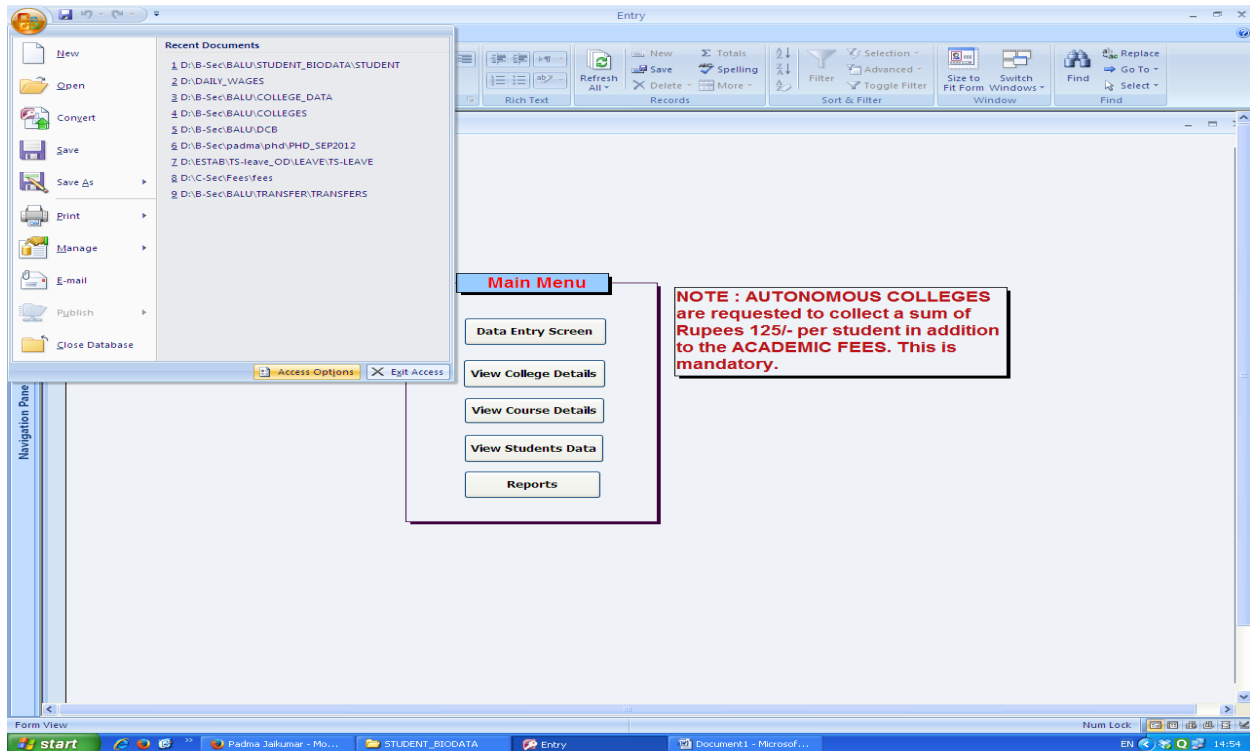 Entry
New
Open
Convert
Save
Save As
Print
Manage
E-mail
Publish
Close Database
Recent Documents
1 D:\B-Sec\BALU\STUDENT_BIODATA\STUDENT
2 D:\DAILY_WAGES
3 D:\B-Sec\BALU\COLLEGE_DATA
4 D:\B-Sec\BALU\COLLEGES
5 D:\B-Sec\BALU\DCB
6 D:\B-Sec\padma\phd\PHD_SEP2012
7 D:\ESTAB\TS-leave_OD\LEAVE\TS-LEAVE
8 D:\C-Sec\Fees\fees
9 D:\B-Sec\BALU\TRANSFER\TRANSFERS
Access Options
Exit Access
Rich Text
Refresh All
New
Save
Delete
Totals
Spelling
More
Records
Filter
Selection
Advanced
Toggle Filter
Sort & Filter
Size to Fit Form
Switch Windows
Window
Find
Replace
Go To
Select
Find
Main Menu
Data Entry Screen
View College Details
View Course Details
View Students Data
Reports
NOTE : AUTONOMOUS COLLEGES
are requested to collect a sum of
Rupees 125/- per student in addition
to the ACADEMIC FEES. This is
mandatory.
Navigation Pane
Form View
Num Lock
start
Padma Jaikumar - Mo...
STUDENT_BIODATA
Entry
Document1 - Microsof...
EN
14:54